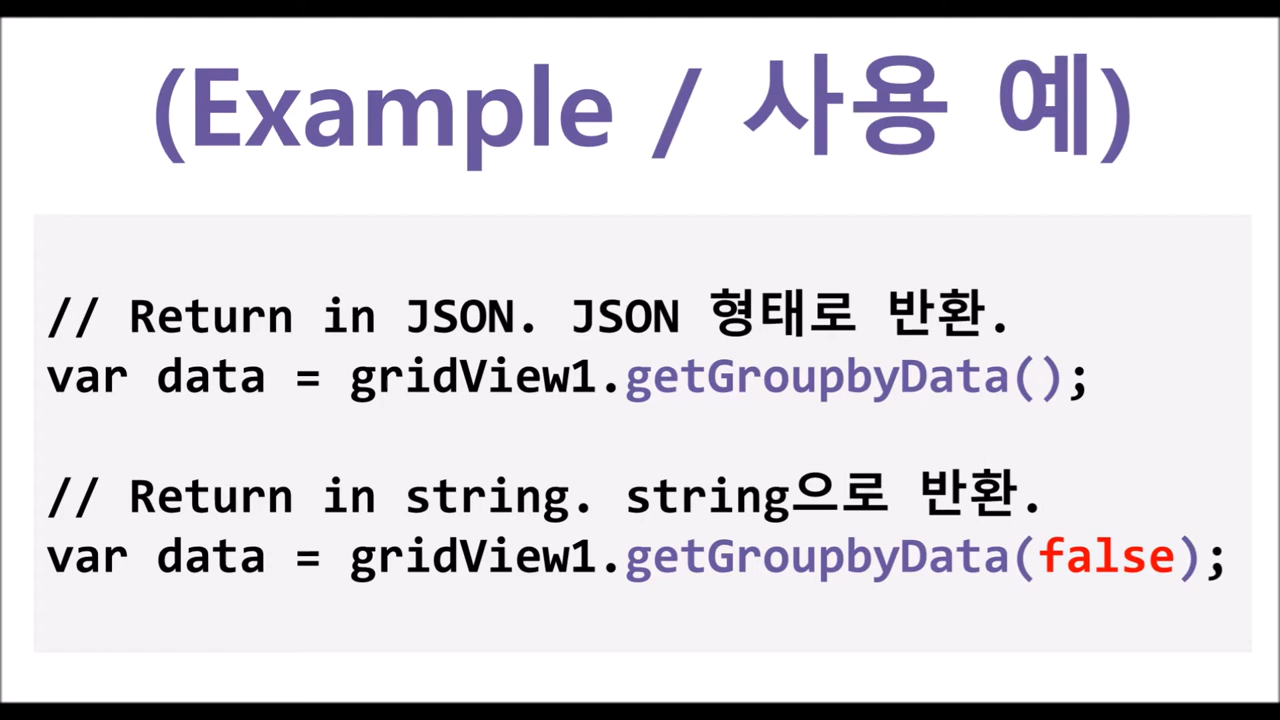 (Example / 사용 예)
// Return in JSON. JSON 형태로 반환.
var data = gridView1.getGroupbyData();
// Return in string. string으로 반환.
var data = gridView1.getGroupbyData(false);